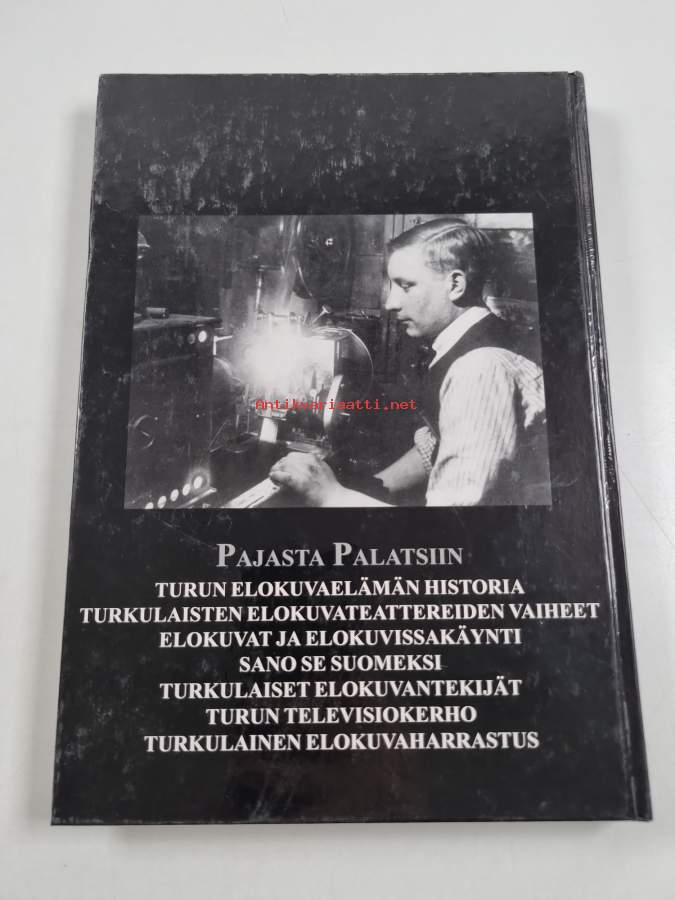 Antikvariaatti.net
PAJASTA PALATSIIN
TURUN ELOKUVAELÄMÄN HISTORIA
TURKULAISTEN ELOKUVATEATTEREIDEN VAIHEET
ELOKUVAT JA ELOKUVISSAKÄYNTI
SANO SE SUOMEKSI
TURKULAISET ELOKUVANTEKIJÄT
TURUN TELEVISIOKERHO
TURKULAINEN ELOKUVAHARRASTUS